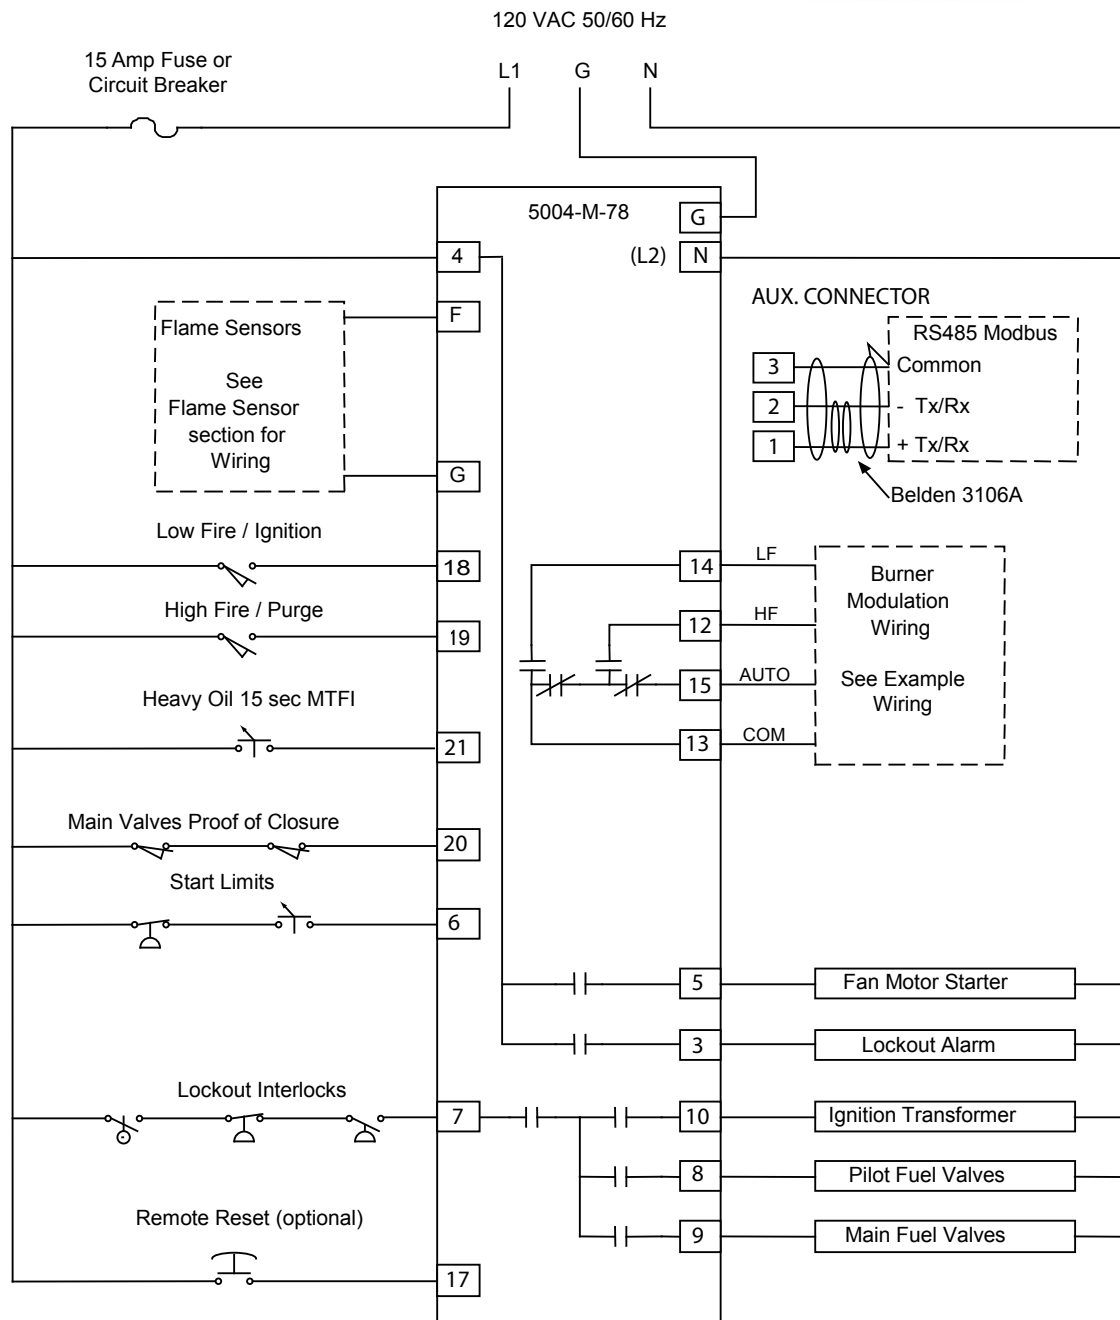 120 VAC 50/60 Hz
15 Amp Fuse or
Circuit Breaker
L1
G
N
5004-M-78
G
4
(L2)
N
F
Flame Sensors
See
Flame Sensor
section for
Wiring
G
AUX. CONNECTOR
RS485 Modbus
3
Common
2
- Tx/Rx
1
+ Tx/Rx
Belden 3106A
Low Fire / Ignition
18
High Fire / Purge
19
Heavy Oil 15 sec MTFI
21
Main Valves Proof of Closure
20
Start Limits
6
14
LF
12
HF
15
AUTO
13
COM
Burner
Modulation
Wiring
See Example
Wiring
5
Fan Motor Starter
3
Lockout Alarm
Lockout Interlocks
7
10
Ignition Transformer
8
Pilot Fuel Valves
9
Main Fuel Valves
Remote Reset (optional)
17